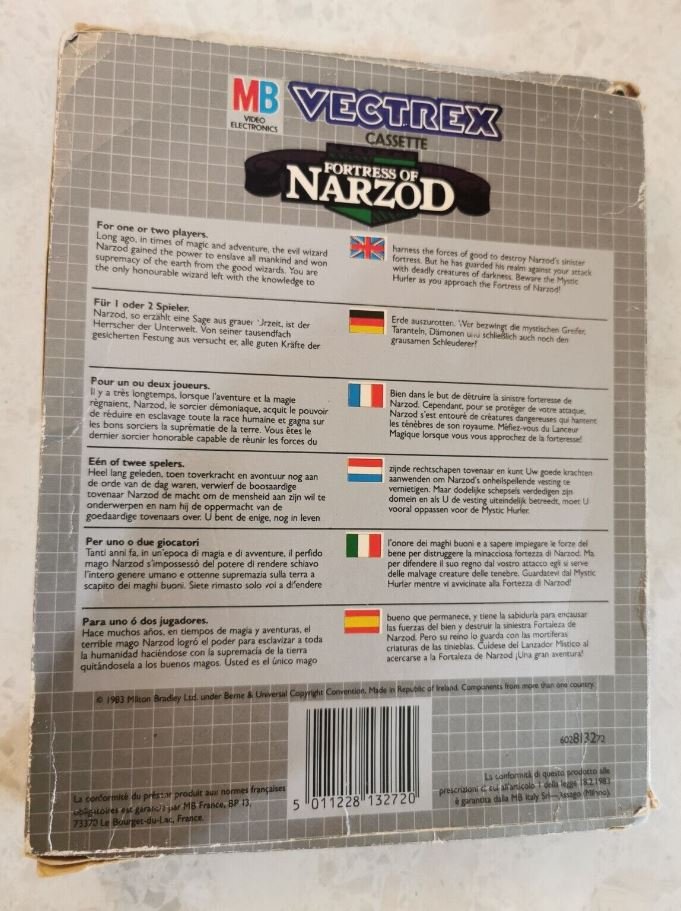 MB
VIDEO
ELECTRONICS
VECTREX
CASSETTE
FORTRESS OF
NARZOD
For one or two players.
Long ago, in times of magic and adventure, the evil wizard
Narzod gained the power to enslave all mankind and won
supremacy of the earth from the good wizards. You are
the only honourable wizard left with the knowledge to
harness the forces of good to destroy Narzod's sinister
fortress. But he has guarded his realm against your attack
with deadly creatures of darkness. Beware the Mystic
Hurler as you approach the Fortress of Narzod!
Für 1 oder 2 Spieler.
Narzod, so erzählt eine Sage aus grauer Urzeit, ist der
Herrscher der Unterwelt. Von seiner tausendfach
gesicherten Festung aus versucht er, alle guten Kräfte der
Erde auszurotten. Wer bezwingt die mystischen Greifer,
Taranteln, Dämonen und schließlich auch noch den
grausamen Schleuderer?
Pour un ou deux joueurs.
Il y a très longtemps, lorsque l'aventure et la magie
règnaient, Narzod, le sorcier démoniaque, acquit le pouvoir
de réduire en esclavage toute la race humaine et gagna sur
les bons sorciers la suprématie de la terre. Vous êtes le
dernier sorcier honorable capable de réunir les forces du
Bien dans le but de détruire la sinistre forteresse de
Narzod. Cependant, pour se protéger de votre attaque,
Narzod s'est entouré de créatures dangereuses qui hantent
les ténèbres de son royaume. Méfiez-vous du Lanceur
Magique lorsque vous vous approchez de la forteresse!
Eén of twee spelers.
Heel lang geleden, toen toverkracht en avontuur nog aan
de orde van de dag waren, verwierf de boosaardige
tovenaar Narzod de macht om de mensheid aan zijn wil te
onderwerpen en nam hij de oppermacht van de
goedaardige tovenaars over. U bent de enige, nog in leven
zijnde rechtschapen tovenaar en kunt Uw goede krachten
aanwenden om Narzod's onheilspellende vesting te
vernietigen. Maar dodelijke schepsels verdedigen zijn
domein en als U de vesting uiteindelijk betreedt, moet U
vooral oppassen voor de Mystic Hurler.
Per uno o due giocatori
Tanti anni fa, in un'epoca di magia e di avventure, il perfido
mago Narzod s'impossessò del potere di rendere schiavo
l'intero genere umano e ottenne supremazia sulla terra a
scapito dei maghi buoni. Siete rimasto solo voi a difendere
l'onore dei maghi buoni e a sapere impiegare le forze del
bene per distruggere la minacciosa fortezza di Narzod. Ma
per difendere il suo regno dal vostro attacco egli si serve
delle malvage creature delle tenebre. Guardatevi dal Mystic
Hurler mentre vi avvicinate alla Fortezza di Narzod!
Para uno ó dos jugadores.
Hace muchos años, en tiempos de magia y aventuras, el
terrible mago Narzod logró el poder para esclavizar a toda
la humanidad haciéndose con la supremacía de la tierra
quitándosela a los buenos magos. Usted es el único mago
bueno que permanece, y tiene la sabiduría para encausar
las fuerzas del bien y destruir la siniestra Fortaleza de
Narzod. Pero su reino lo guarda con las mortíferas
criaturas de las tinieblas. Cuídese del Lanzador Místico al
acercarse a la Fortaleza de Narzod ¡Una gran aventura!
© 1983 Milton Bradley Ltd. under Berne & Universal Copyright Convention. Made in Republic of Ireland. Components from more than one country.
602813272
La conformité du présent produit aux normes françaises
obligatoires est garantie par MB France, BP 13,
73370 Le Bourget-du-Lac, France.
5 011228 132720
La conformità di questo prodotto alle
prescrizioni di cui all'articolo 1 della legge 18.2.1983
è garantita dalla MB Italy Srl—Assago (Milano).